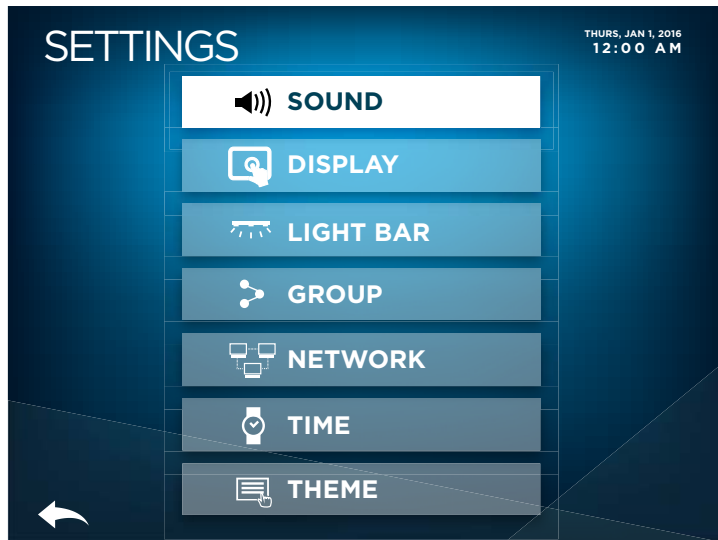 SETTINGS
THURS, JAN 1, 2016
12:00 AM
SOUND
DISPLAY
LIGHT BAR
GROUP
NETWORK
TIME
THEME